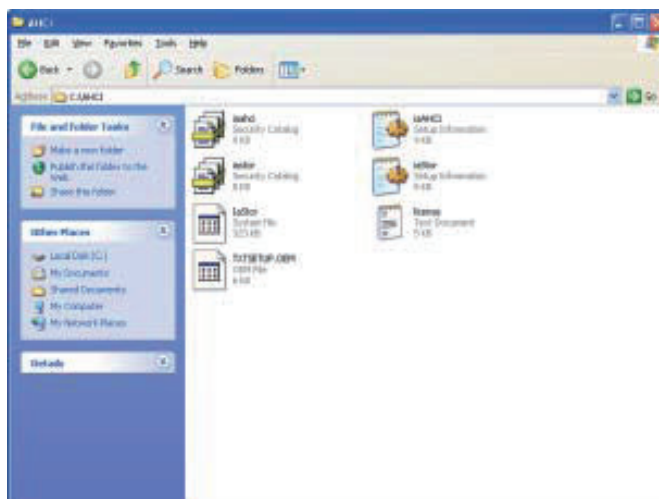 AHCI
File Edit View Favorites Tools Help
Back Search Folders
Address C:\AHCI Go
File and Folder Tasks
Make a new folder
Publish this folder to the
Web
Share this folder
Other Places
Local Disk (C:)
My Documents
Shared Documents
My Computer
My Network Places
Details
iaahci
Security Catalog
iaAHCI
Setup Information
iastor
Security Catalog
iaStor
Setup Information
IaStor
System File
license
Text Document
TXTSETUP.OEM
OEM File
6 KB